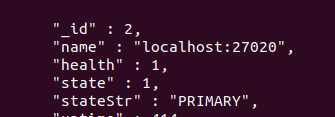 "_id" : 2,
"name" : "localhost:27020",
"health" : 1,
"state" : 1,
"stateStr" : "PRIMARY",